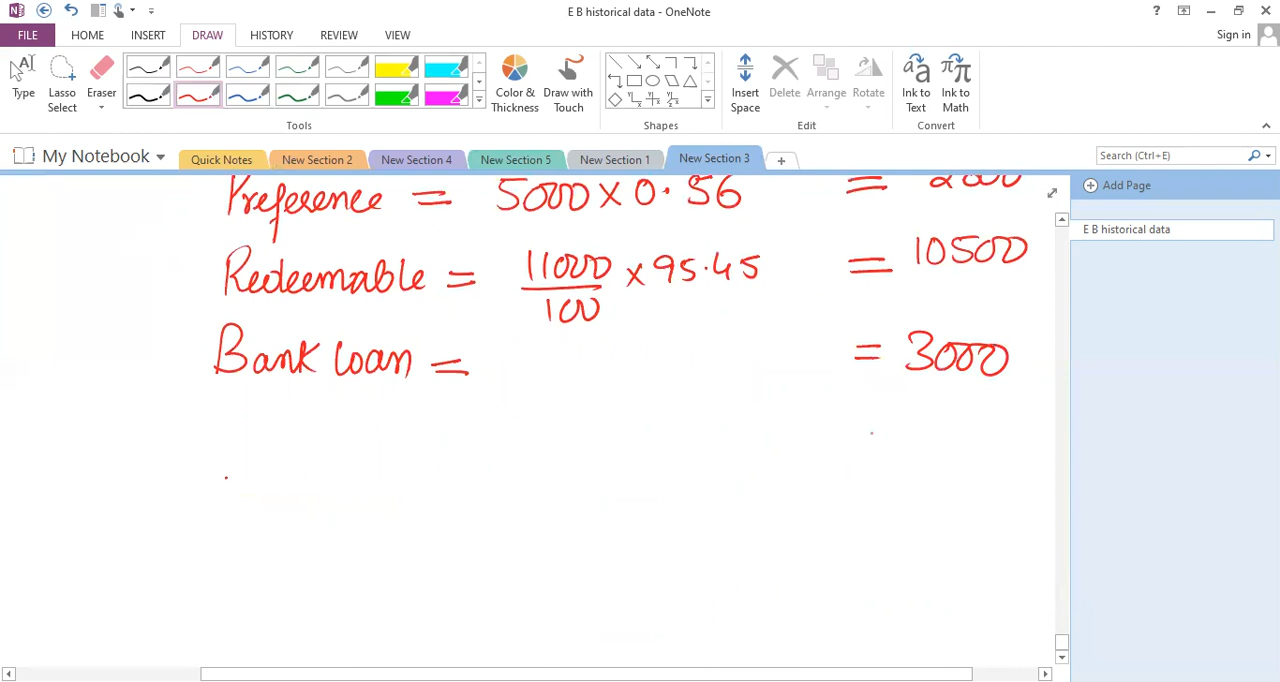 E B historical data - OneNote
?
Sign in
FILE HOME INSERT DRAW HISTORY REVIEW VIEW
Type
Lasso Select
Eraser
Color & Thickness
Draw with Touch
Insert Space
Delete
Arrange
Rotate
Ink to Text
Ink to Math
Tools
Shapes
Edit
Convert
My Notebook
Quick Notes
New Section 2
New Section 4
New Section 5
New Section 1
New Section 3
Search (Ctrl+E)
Add Page
E B historical data
Preference = 5000 x 0.56 =
Redeemable = 11000/100 x 95.45 = 10500
Bank loan = = 3000